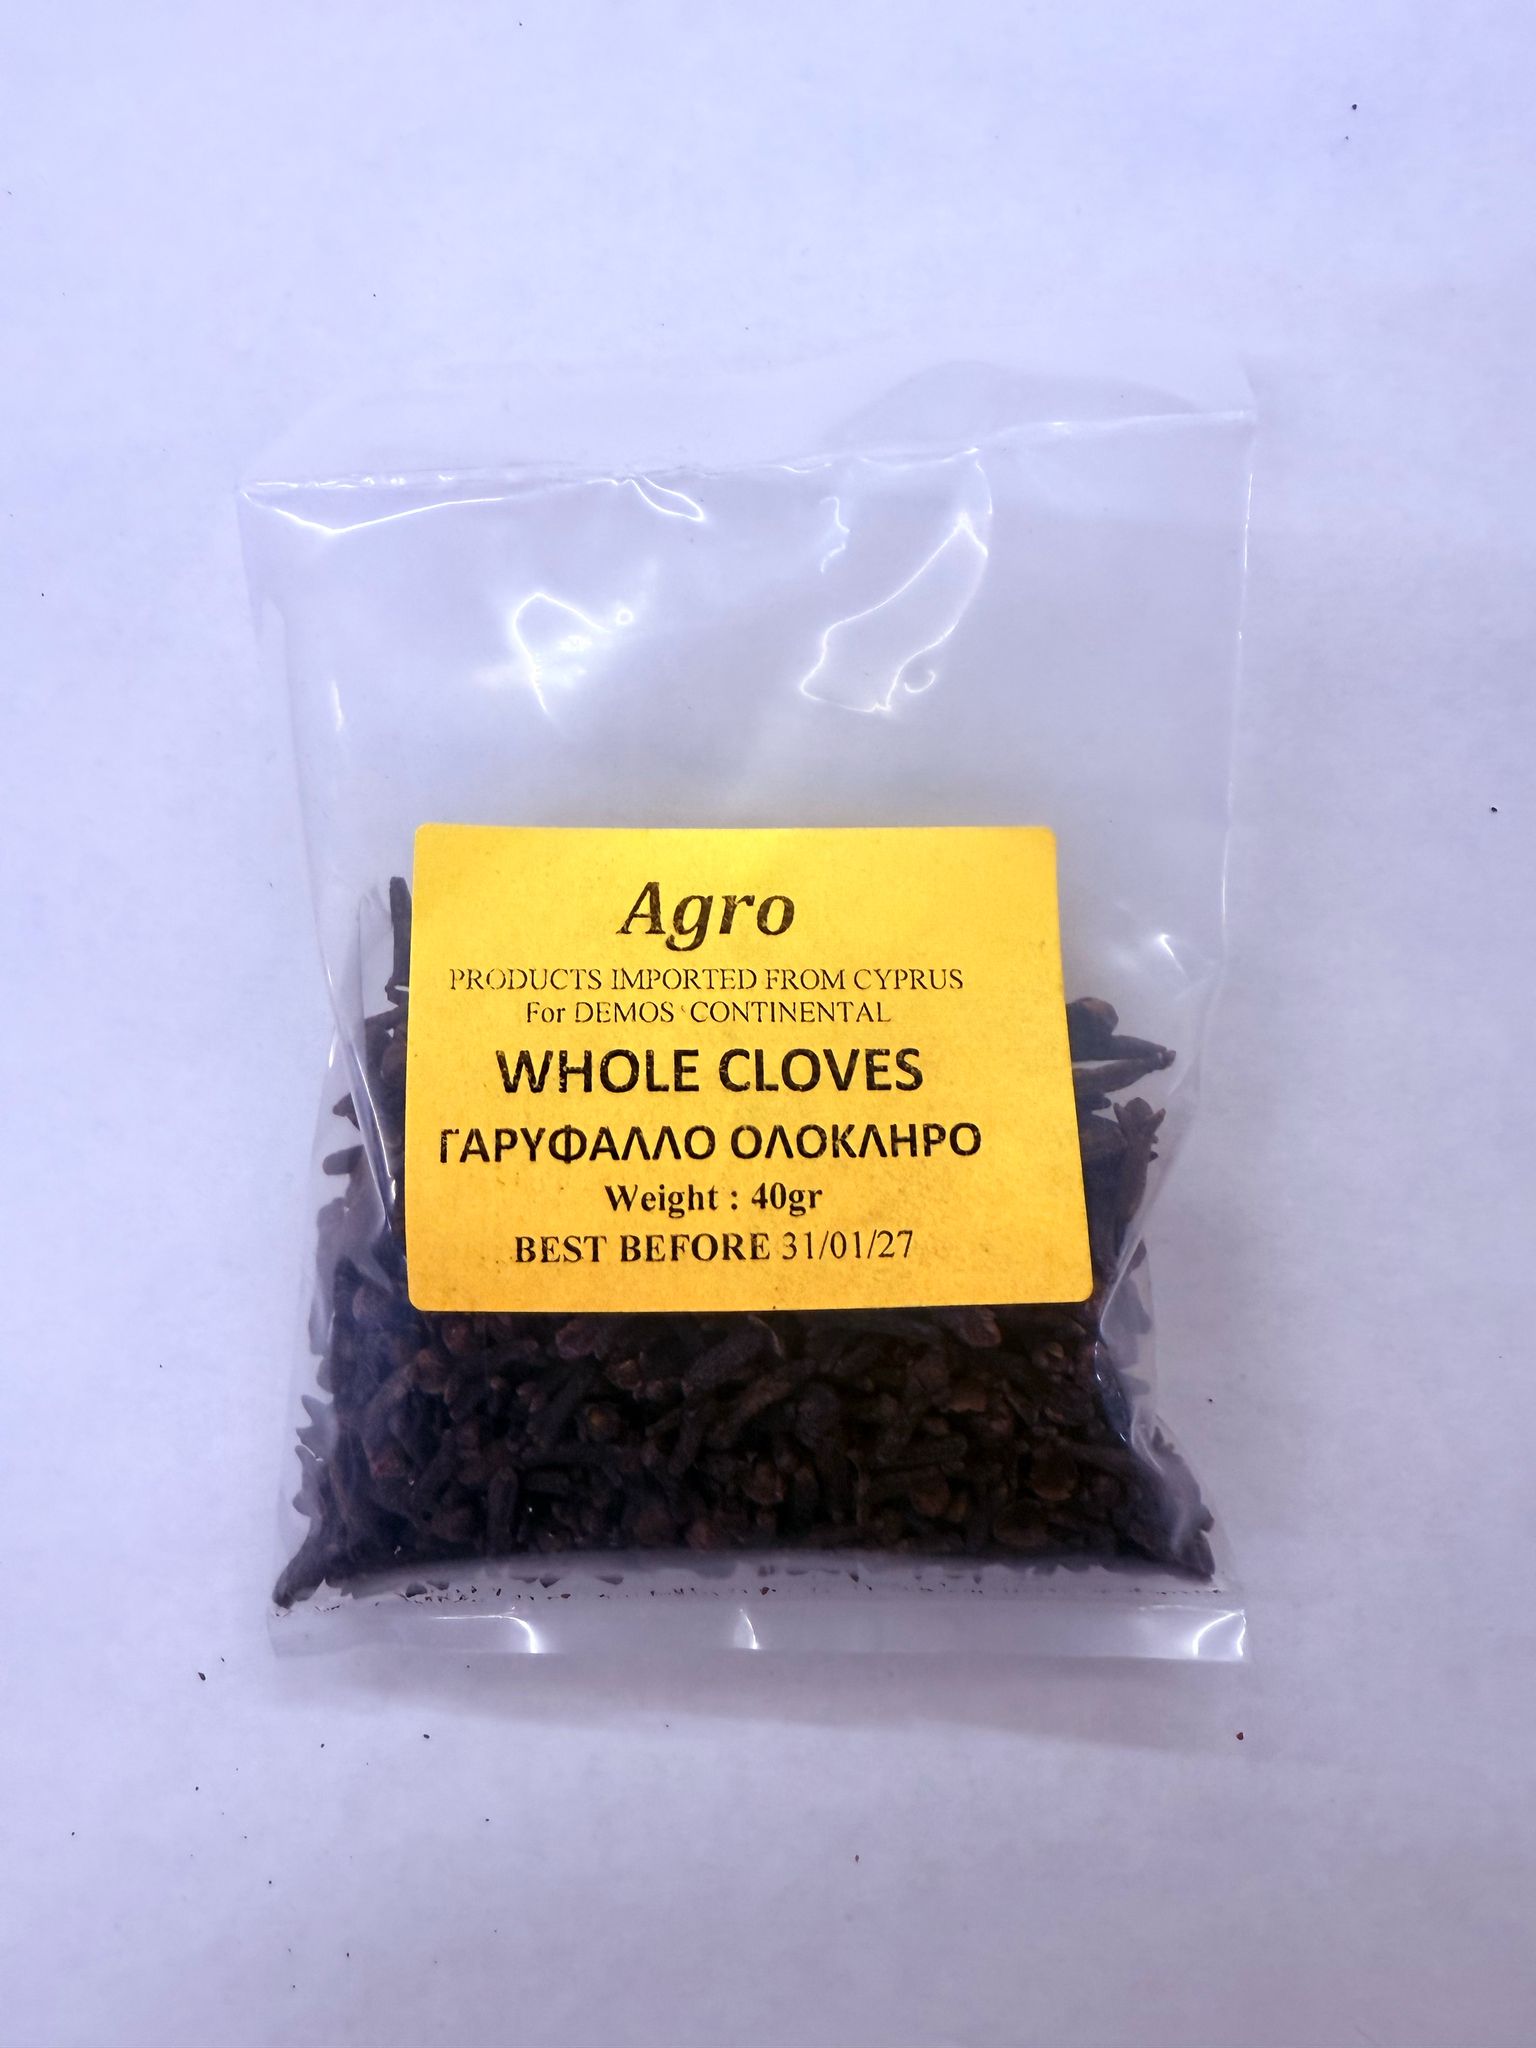 Agro
PRODUCTS IMPORTED FROM CYPRUS
For DEMOS CONTINENTAL
WHOLE CLOVES
ΓΑΡΥΦΑΛΛΟ ΟΛΟΚΛΗΡΟ
Weight : 40gr
BEST BEFORE 31/01/27